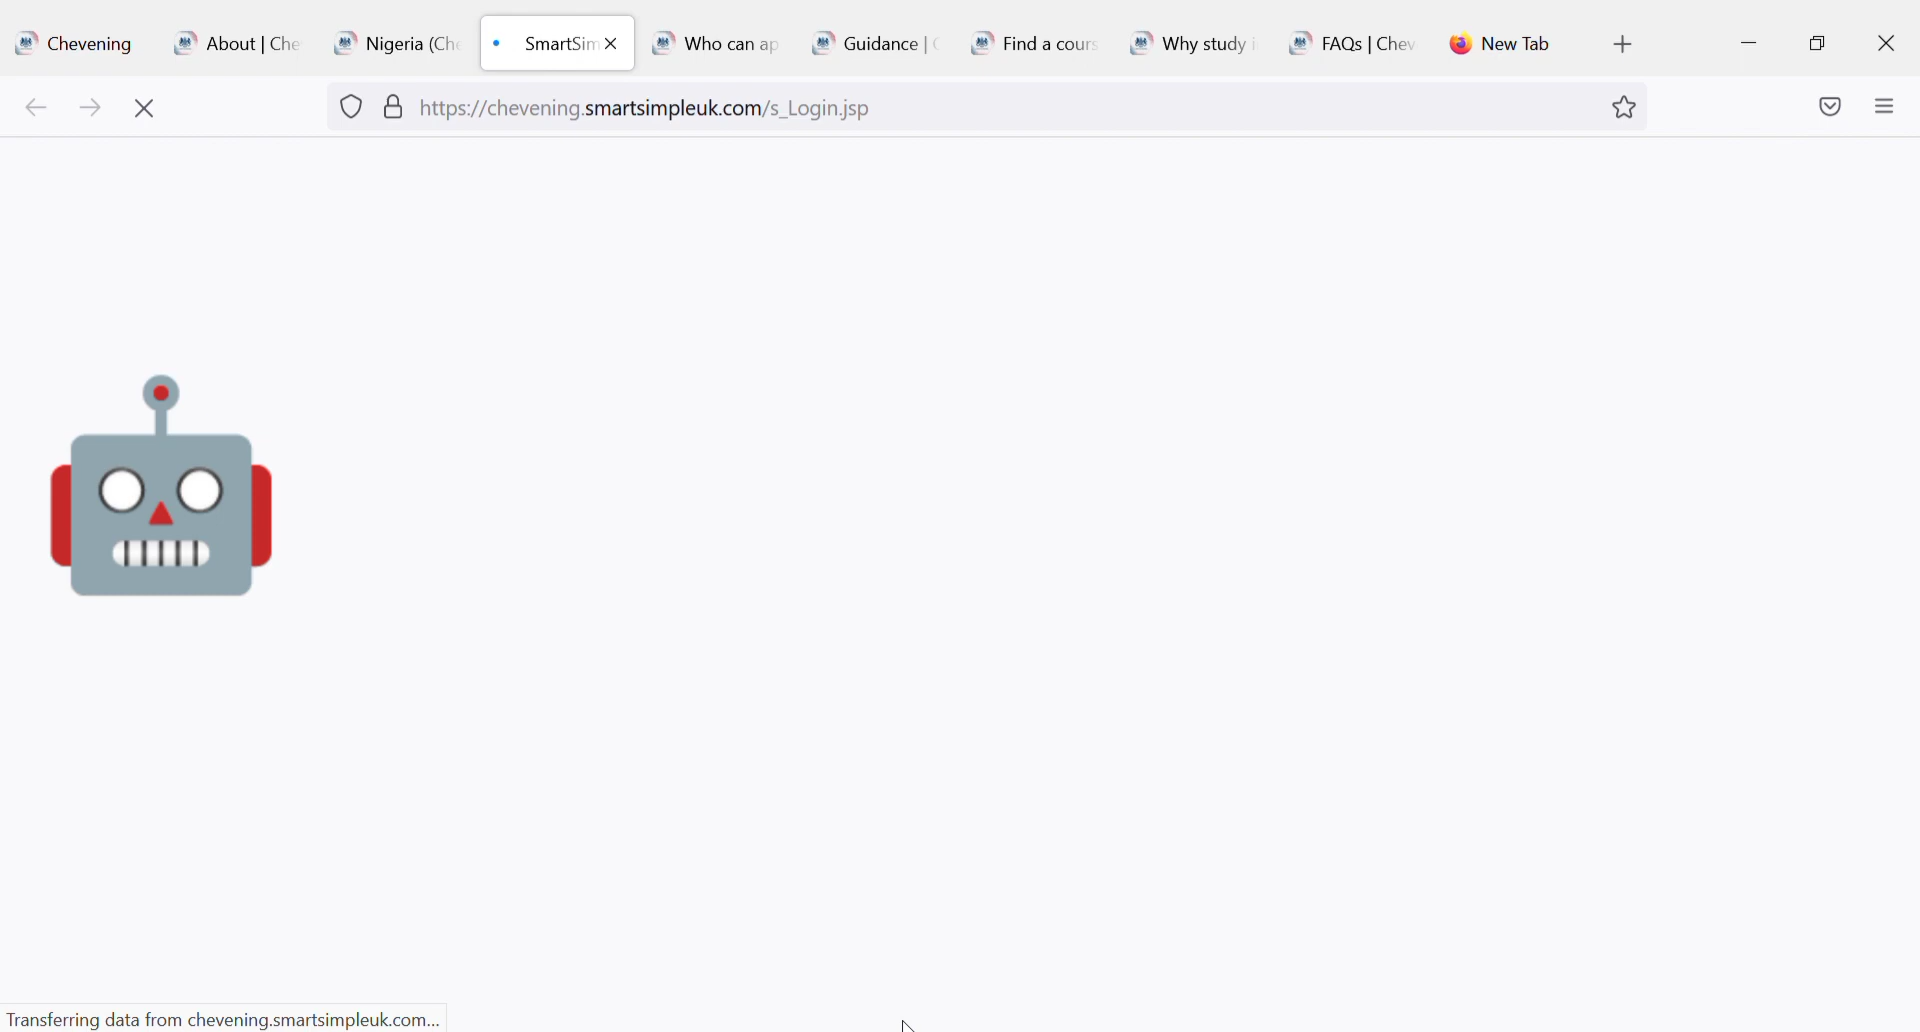 Chevening
About | Che
Nigeria (Che
SmartSim
Who can ap
Guidance |
Find a cours
Why study i
FAQs | Chev
New Tab
https://chevening.smartsimpleuk.com/s_Login.jsp
Transferring data from chevening.smartsimpleuk.com...